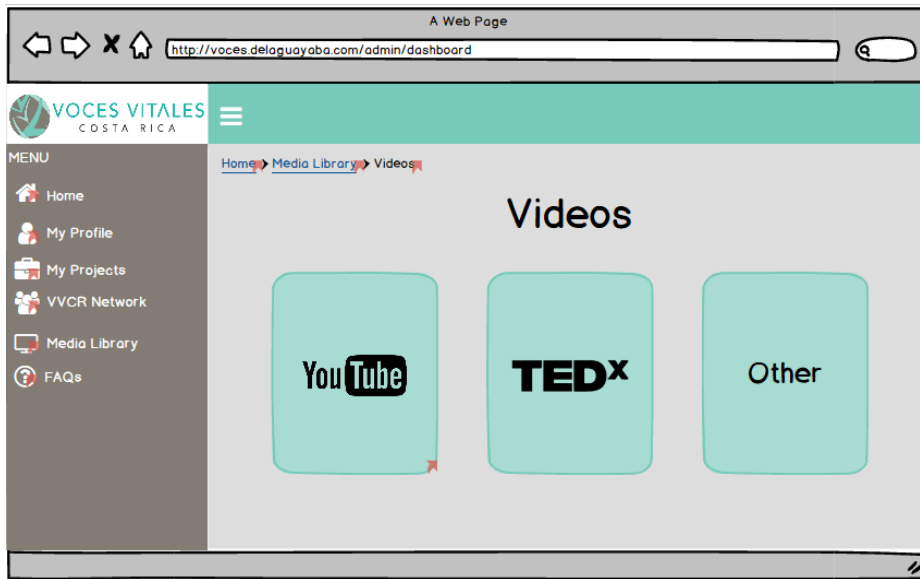 A Web Page
http://voces.delaguayaba.com/admin/dashboard
VOCES VITALES
COSTA RICA
MENU
Home
My Profile
My Projects
VVCR Network
Media Library
FAQs
Home > Media Library > Videos
Videos
YouTube
TEDx
Other